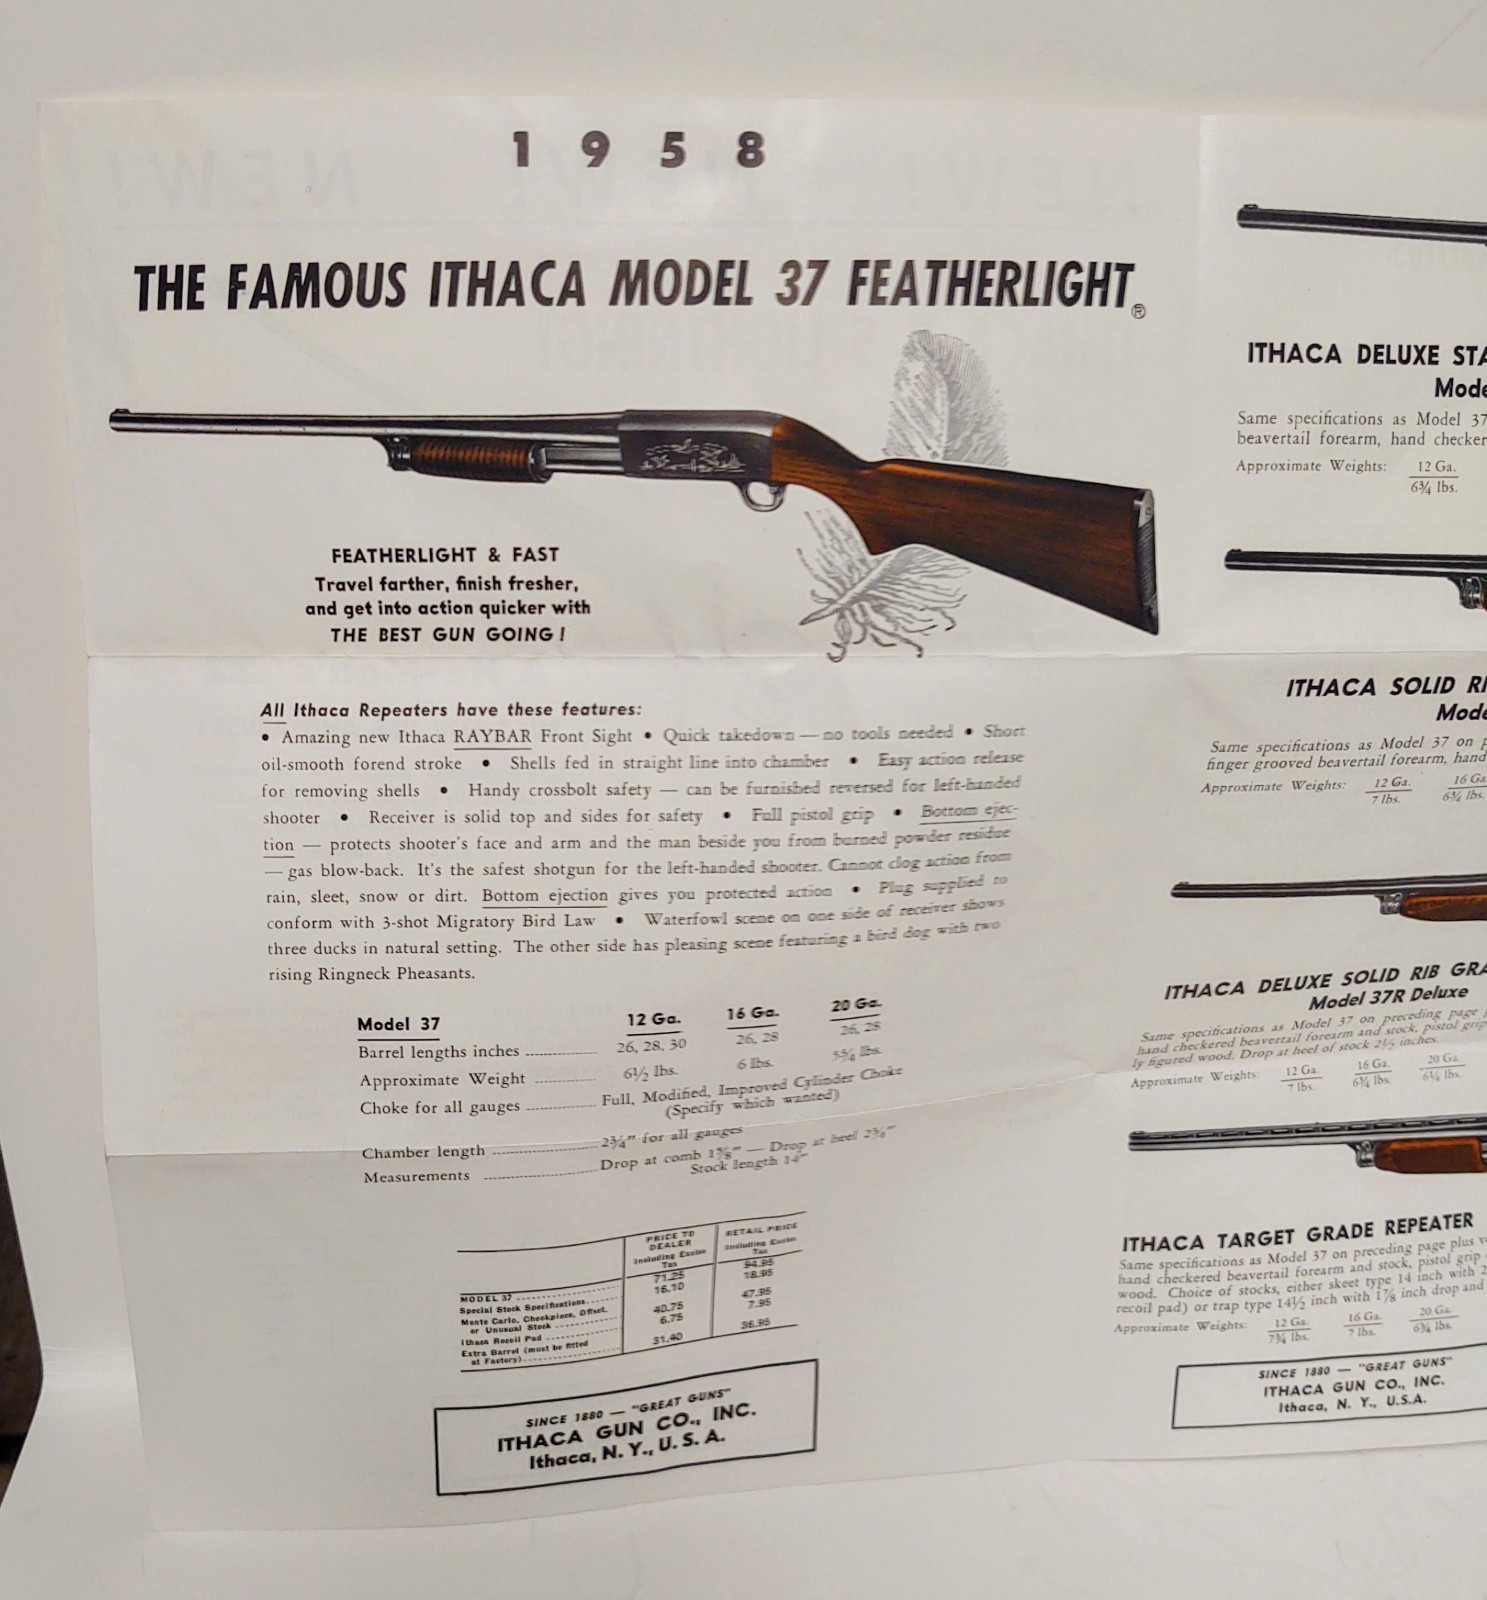 1 9 5 8
THE FAMOUS ITHACA MODEL 37 FEATHERLIGHT®
FEATHERLIGHT & FAST
Travel farther, finish fresher,
and get into action quicker with
THE BEST GUN GOING!
All Ithaca Repeaters have these features:
• Amazing new Ithaca RAYBAR Front Sight • Quick takedown — no tools needed • Short
oil-smooth forend stroke • Shells fed in straight line into chamber • Easy action release
for removing shells • Handy crossbolt safety — can be furnished reversed for left-handed
shooter • Receiver is solid top and sides for safety • Full pistol grip • Bottom ejec-
tion — protects shooter's face and arm and the man beside you from burned powder residue
— gas blow-back. It's the safest shotgun for the left-handed shooter. Cannot clog action from
rain, sleet, snow or dirt. Bottom ejection gives you protected action • Plug supplied to
conform with 3-shot Migratory Bird Law • Waterfowl scene on one side of receiver shows
three ducks in natural setting. The other side has pleasing scene featuring a bird dog with two
rising Ringneck Pheasants.
Model 37 12 Ga. 16 Ga. 20 Ga.
Barrel lengths inches 26, 28, 30 26, 28 26, 28
Approximate Weight 6½ lbs. 6 lbs. 5¾ lbs.
Choke for all gauges Full, Modified, Improved Cylinder Choke
(Specify which wanted)
Chamber length 2¾" for all gauges
Measurements Drop at comb 1⅝" — Drop at heel
Stock length 14"
PRICE TO DEALER RETAIL PRICE
Including Excise Tax Including Excise Tax
MODEL 37 71.25 94.95
Special Stock Specifications 16.10 18.95
Monte Carlo, Cheekpiece, Offset,
or Unusual Stock 40.75 47.95
Ithaca Recoil Pad 6.75 7.95
Extra Barrel (must be fitted
at Factory) 31.40 36.95
SINCE 1880 — "GREAT GUNS"
ITHACA GUN CO., INC.
Ithaca, N. Y., U. S. A.
ITHACA DELUXE STA
Mode
Same specifications as Model 37
beavertail forearm, hand checker
Approximate Weights: 12 Ga.
6¾ lbs.
ITHACA SOLID RI
Mode
Same specifications as Model 37 on p
finger grooved beavertail forearm, hand
Approximate Weights: 12 Ga. 16 Ga.
7 lbs. 6¾ lbs.
ITHACA DELUXE SOLID RIB GRA
Model 37R Deluxe
Same specifications as Model 37 on preceding page
hand checkered beavertail forearm and stock, pistol grip
ly figured wood. Drop at heel of stock 2½ inches.
Approximate Weights: 12 Ga. 16 Ga. 20 Ga.
7 lbs. 6¾ lbs. 6¼ lbs.
ITHACA TARGET GRADE REPEATER
Same specifications as Model 37 on preceding page plus v
hand checkered beavertail forearm and stock, pistol grip
wood. Choice of stocks, either skeet type 14 inch with 2
recoil pad) or trap type 14½ inch with 1⅞ inch drop and
Approximate Weights: 12 Ga. 16 Ga. 20 Ga.
7¾ lbs. 7 lbs. 6¾ lbs.
SINCE 1880 — "GREAT GUNS"
ITHACA GUN CO., INC.
Ithaca, N. Y., U.S.A.